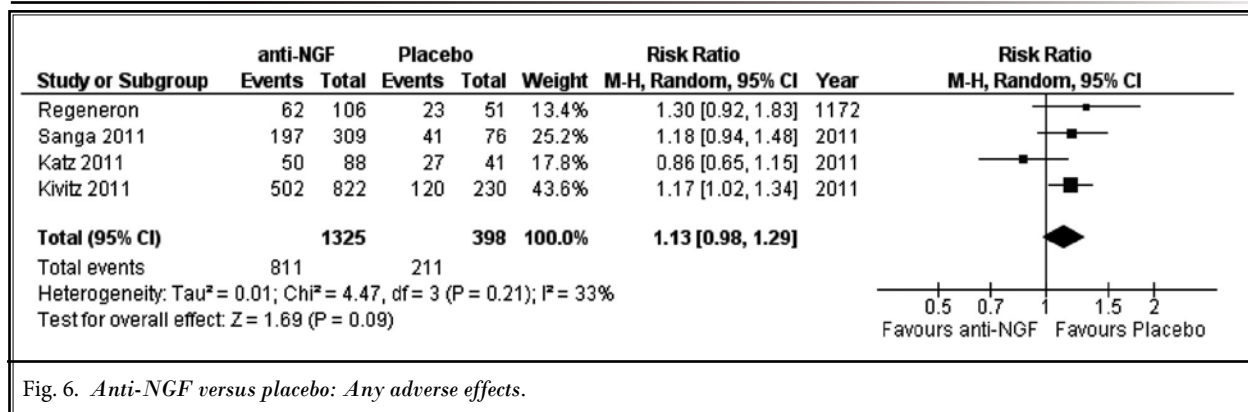 anti-NGF Placebo Risk Ratio Risk Ratio
Study or Subgroup Events Total Events Total Weight M-H, Random, 95% CI Year M-H, Random, 95% CI
Regeneron 62 106 23 51 13.4% 1.30 [0.92, 1.83] 1172
Sanga 2011 197 309 41 76 25.2% 1.18 [0.94, 1.48] 2011
Katz 2011 50 88 27 41 17.8% 0.86 [0.65, 1.15] 2011
Kivitz 2011 502 822 120 230 43.6% 1.17 [1.02, 1.34] 2011
Total (95% CI) 1325 398 100.0% 1.13 [0.98, 1.29]
Total events 811 211
Heterogeneity: Tau² = 0.01; Chi² = 4.47, df = 3 (P = 0.21); I² = 33%
Test for overall effect: Z = 1.69 (P = 0.09)
0.5 0.7 1 1.5 2
Favours anti-NGF Favours Placebo
Fig. 6. Anti-NGF versus placebo: Any adverse effects.